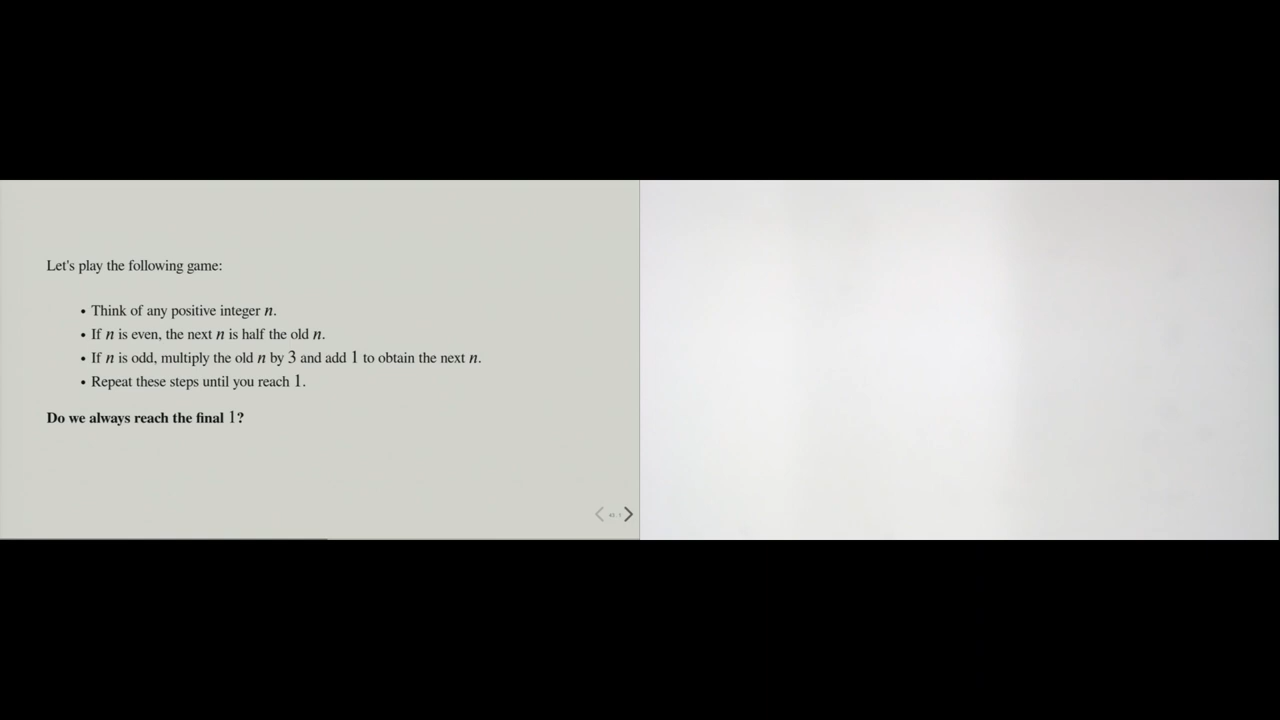 Let's play the following game:
• Think of any positive integer n.
• If n is even, the next n is half the old n.
• If n is odd, multiply the old n by 3 and add 1 to obtain the next n.
• Repeat these steps until you reach 1.
Do we always reach the final 1?